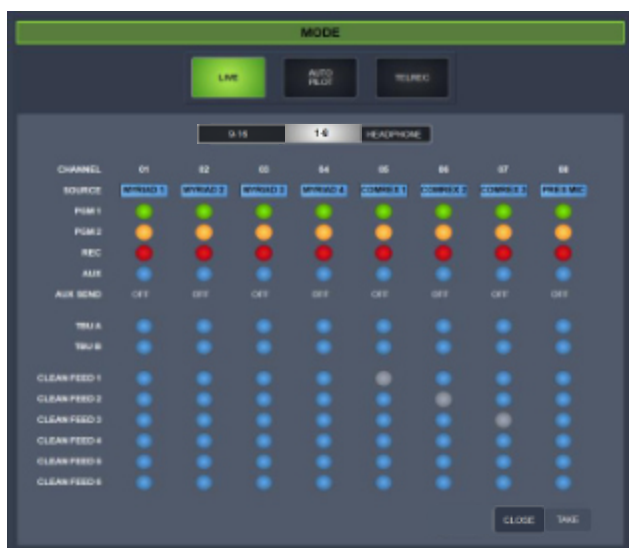 MODE
LIVE AUTO PILOT TELREC
9-16 1-8 HEADPHONE
CHANNEL 01 02 03 04 05 06 07 08
SOURCE MYRIAD 1 MYRIAD 2 MYRIAD 3 MYRIAD 4 COMREX 1 COMREX 2 COMREX 3 PRES MIC
PGM 1
PGM 2
REC
AUX
AUX SEND OFF OFF OFF OFF OFF OFF OFF OFF
TBU A
TBU B
CLEAN FEED 1
CLEAN FEED 2
CLEAN FEED 3
CLEAN FEED 4
CLEAN FEED 5
CLEAN FEED 6
CLOSE TAKE